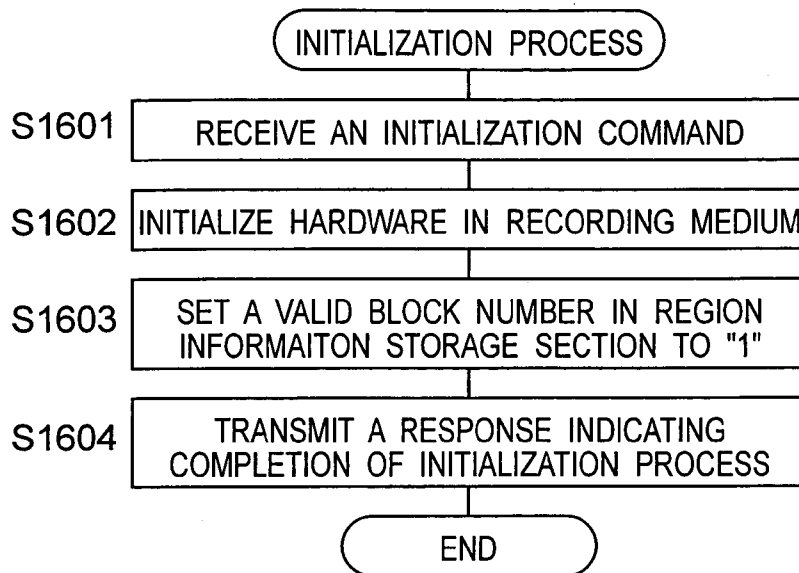 INITIALIZATION PROCESS
S1601
RECEIVE AN INITIALIZATION COMMAND
S1602
INITIALIZE HARDWARE IN RECORDING MEDIUM
S1603
SET A VALID BLOCK NUMBER IN REGION
INFORMAITON STORAGE SECTION TO "1"
S1604
TRANSMIT A RESPONSE INDICATING
COMPLETION OF INITIALIZATION PROCESS
END